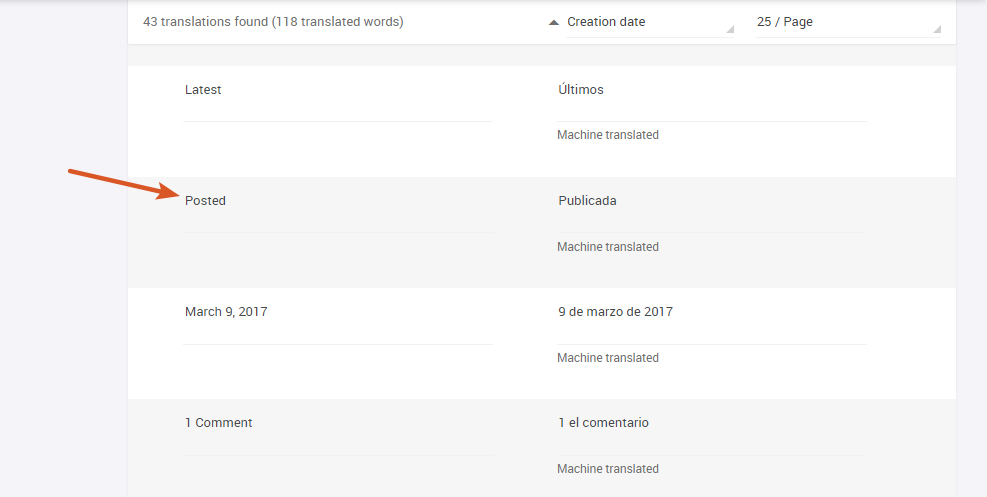 43 translations found (118 translated words) Creation date 25 / Page
Latest Últimos
Machine translated
Posted Publicada
Machine translated
March 9, 2017 9 de marzo de 2017
Machine translated
1 Comment 1 el comentario
Machine translated